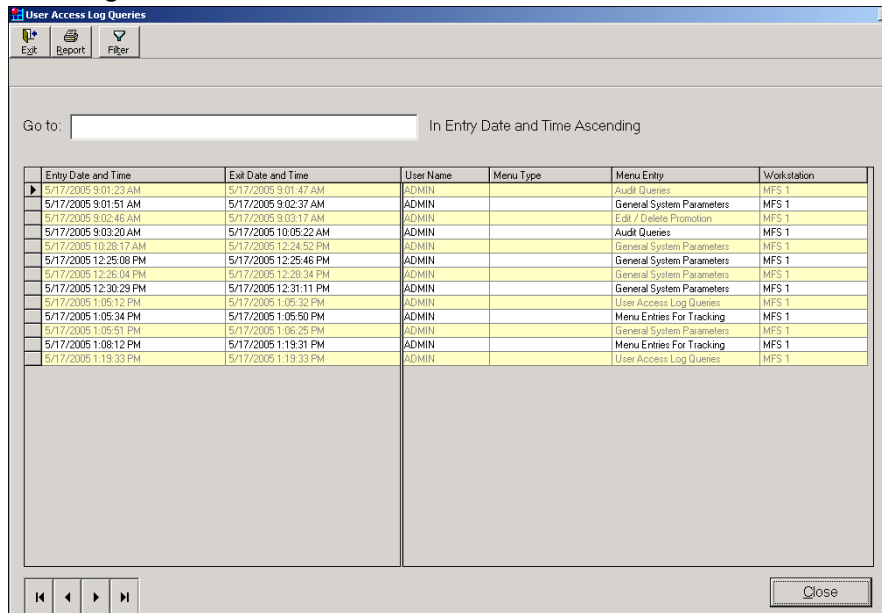 User Access Log Queries
Exit Report Filter
Go to: In Entry Date and Time Ascending
Entry Date and Time Exit Date and Time User Name Menu Type Menu Entry Workstation
5/17/2005 9:01:23 AM 5/17/2005 9:01:47 AM ADMIN Audit Queries MFS 1
5/17/2005 9:01:51 AM 5/17/2005 9:02:37 AM ADMIN General System Parameters MFS 1
5/17/2005 9:02:46 AM 5/17/2005 9:03:17 AM ADMIN Edit / Delete Promotion MFS 1
5/17/2005 9:03:20 AM 5/17/2005 10:05:22 AM ADMIN Audit Queries MFS 1
5/17/2005 10:28:17 AM 5/17/2005 12:24:52 PM ADMIN General System Parameters MFS 1
5/17/2005 12:25:08 PM 5/17/2005 12:25:46 PM ADMIN General System Parameters MFS 1
5/17/2005 12:26:04 PM 5/17/2005 12:28:34 PM ADMIN General System Parameters MFS 1
5/17/2005 12:30:29 PM 5/17/2005 12:31:11 PM ADMIN General System Parameters MFS 1
5/17/2005 1:05:12 PM 5/17/2005 1:05:32 PM ADMIN User Access Log Queries MFS 1
5/17/2005 1:05:34 PM 5/17/2005 1:05:50 PM ADMIN Menu Entries For Tracking MFS 1
5/17/2005 1:05:51 PM 5/17/2005 1:06:25 PM ADMIN General System Parameters MFS 1
5/17/2005 1:08:12 PM 5/17/2005 1:19:31 PM ADMIN Menu Entries For Tracking MFS 1
5/17/2005 1:19:33 PM 5/17/2005 1:19:33 PM ADMIN User Access Log Queries MFS 1
Close